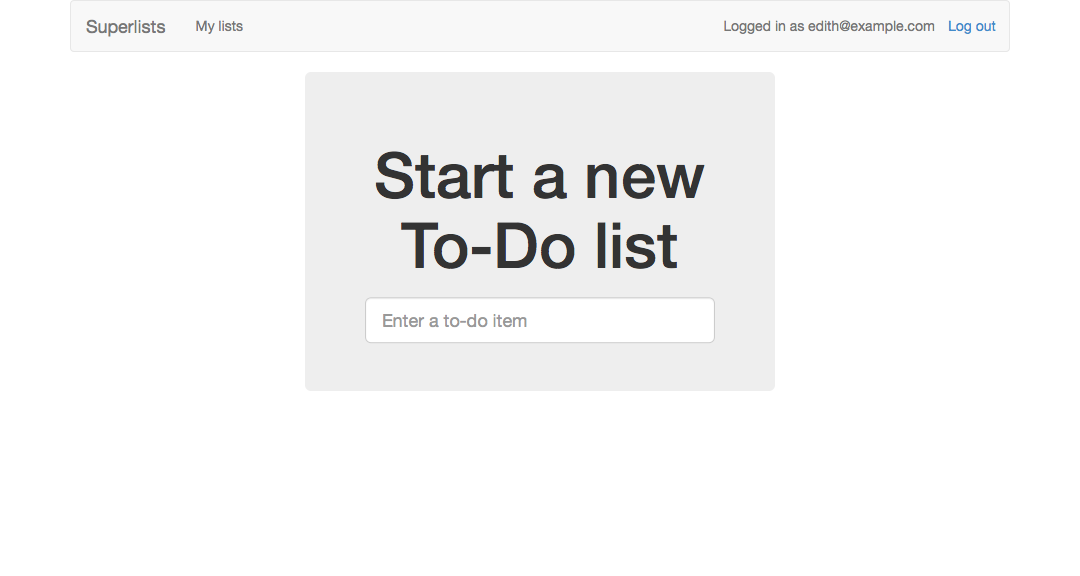 Superlists My lists Logged in as edith@example.com Log out
Start a new
To-Do list
Enter a to-do item